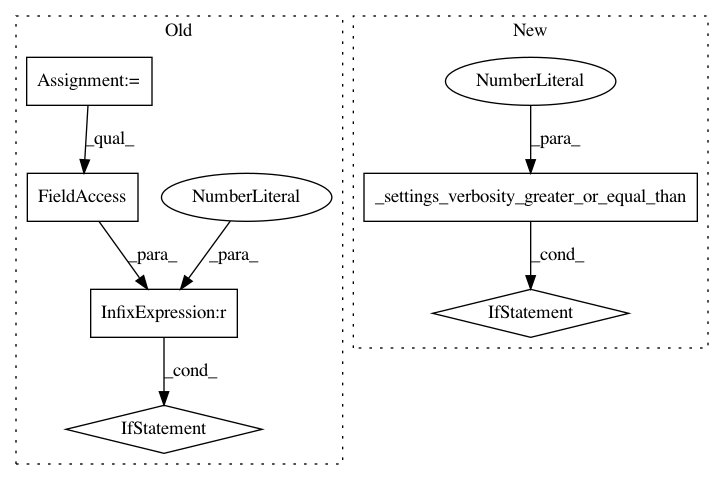 Old
New
Assignment:=
NumberLiteral
_qual_
_para_
FieldAccess
NumberLiteral
_settings_verbosity_greater_or_equal_than
_para_
_para_
_cond_
InfixExpression:r
IfStatement
_cond_
IfStatement